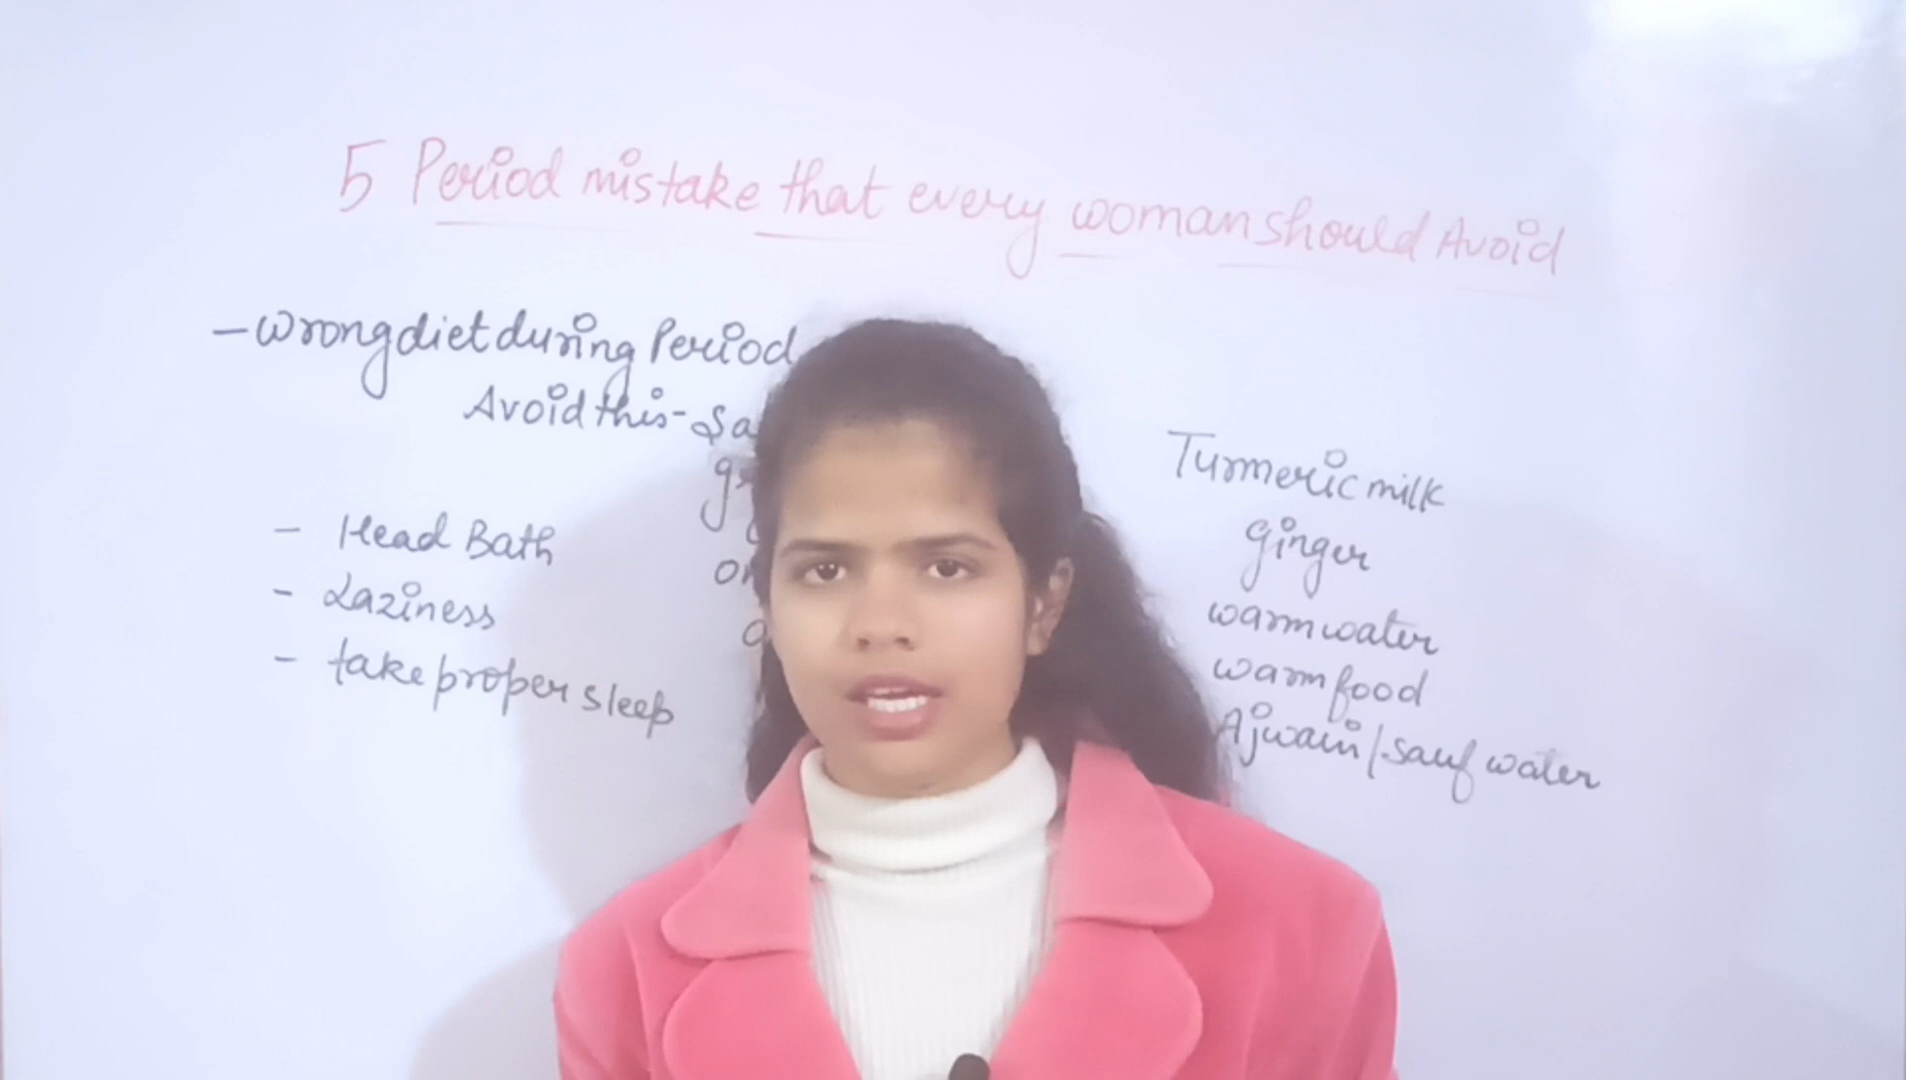 5 Period mistake that every woman should Avoid
- wrong diet during Period
Avoid this -
- Head Bath
- Laziness
- take proper sleep
Turmeric milk
ginger
warm water
warm food
Ajwain / sauf water